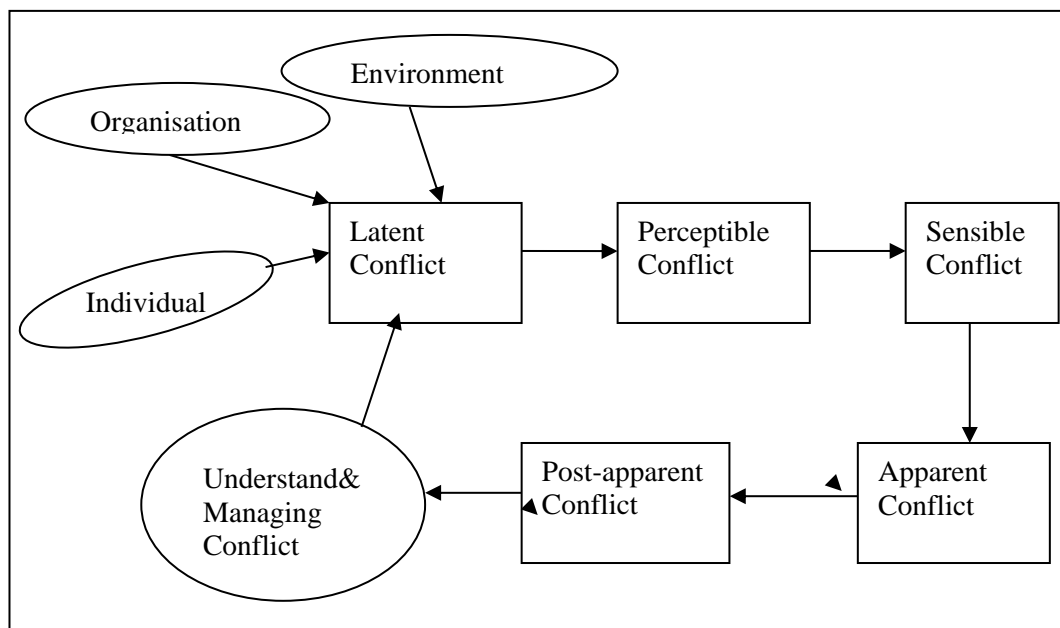 Environment
Organisation
Latent
Conflict
Perceptible
Conflict
Sensible
Conflict
Individual
Understand&
Managing
Conflict
Post-apparent
Conflict
Apparent
Conflict